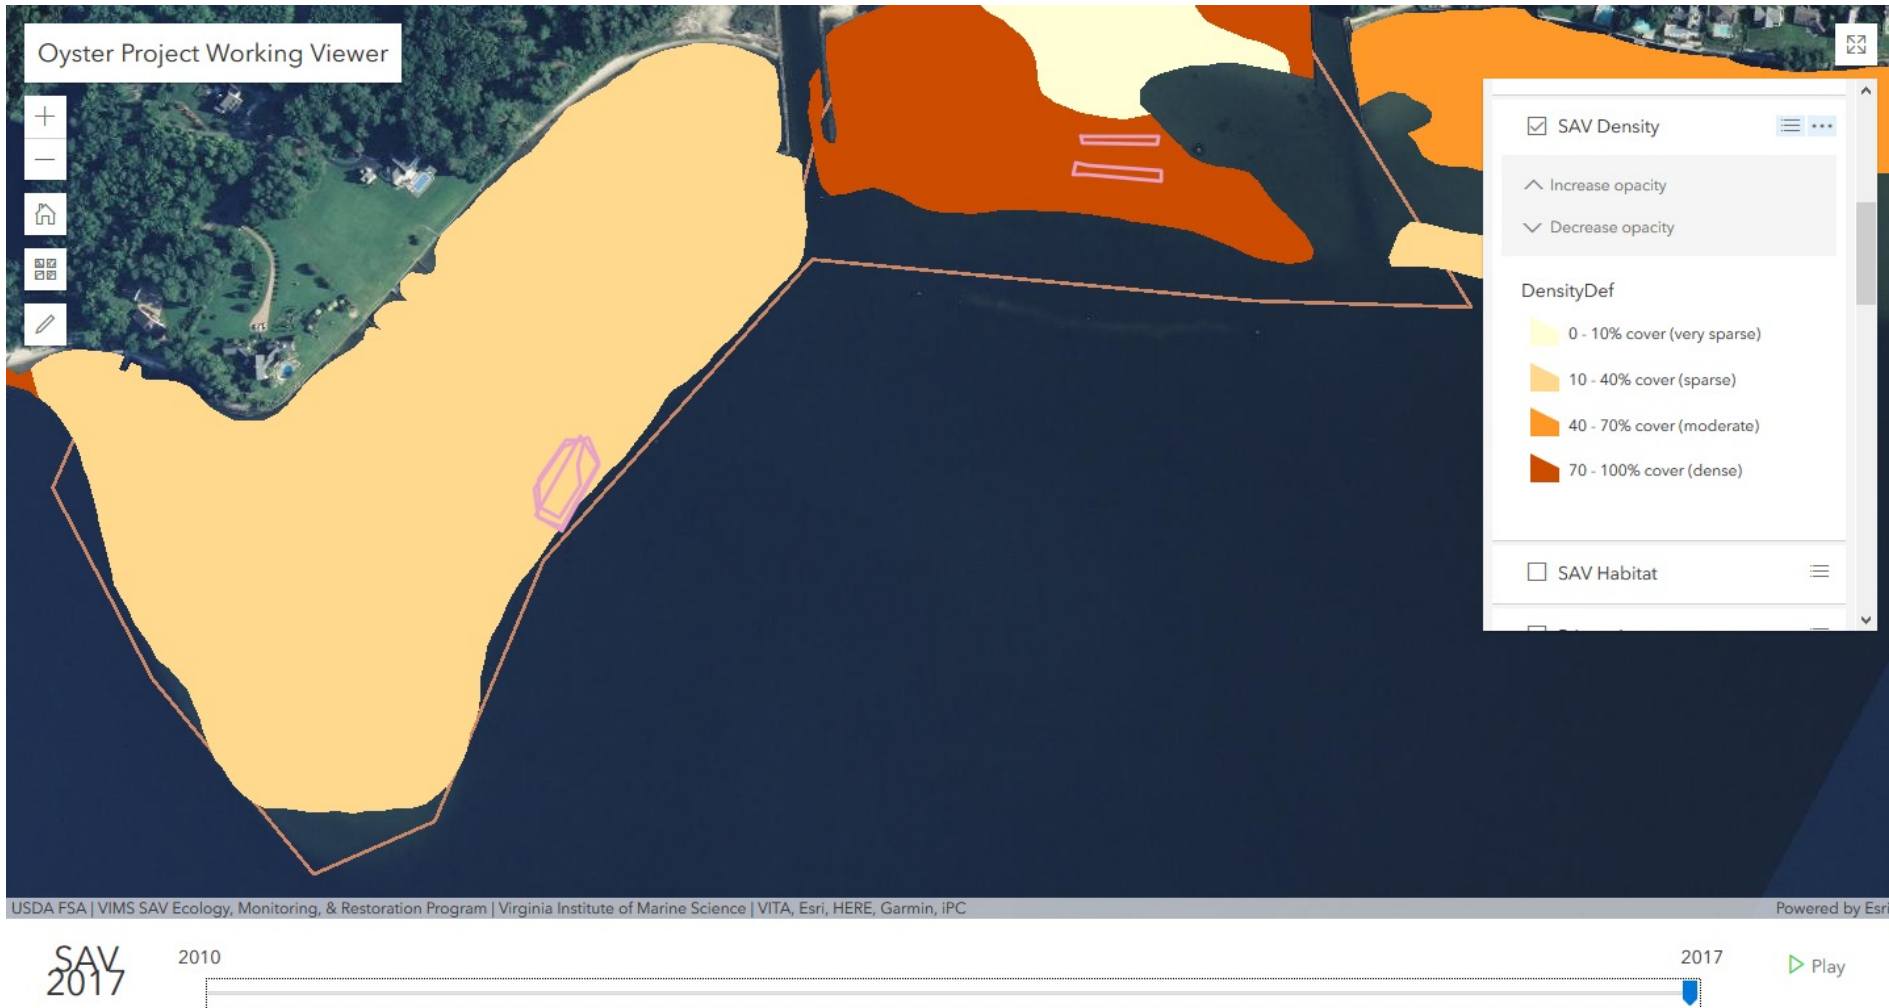 Oyster Project Working Viewer
SAV Density
Increase opacity
Decrease opacity
DensityDef
0 - 10% cover (very sparse)
10 - 40% cover (sparse)
40 - 70% cover (moderate)
70 - 100% cover (dense)
SAV Habitat
USDA FSA | VIMS SAV Ecology, Monitoring, & Restoration Program | Virginia Institute of Marine Science | VITA, Esri, HERE, Garmin, iPC
Powered by Esri
SAV
2017
2010
2017
Play